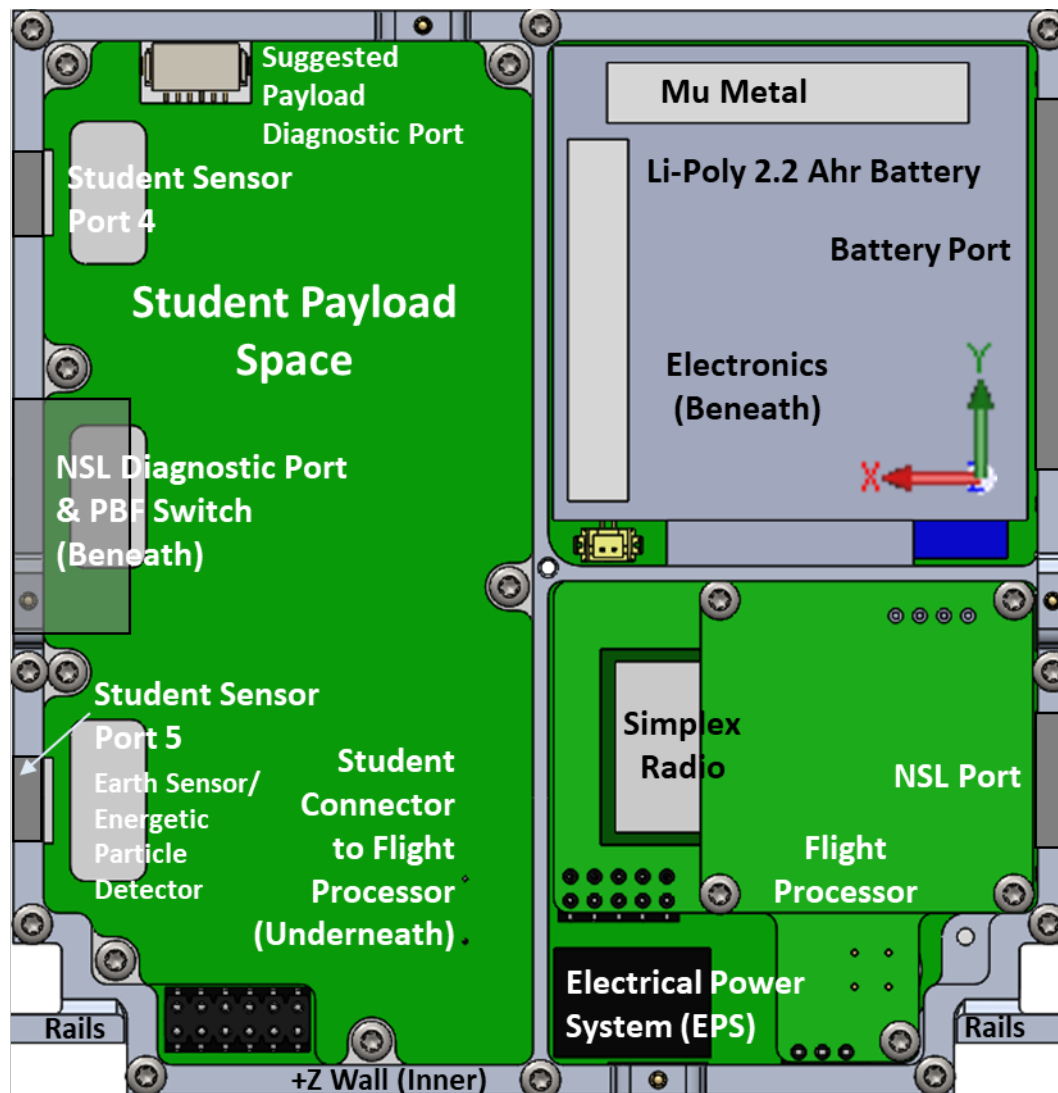 Suggested
Payload
Diagnostic Port
Student Sensor
Port 4
Student Payload
Space
NSL Diagnostic Port
& PBF Switch
(Beneath)
Student Sensor
Port 5
Earth Sensor/
Energetic
Particle
Detector
Student
Connector
to Flight
Processor
(Underneath)
Rails
+Z Wall (Inner)
Mu Metal
Li-Poly 2.2 Ahr Battery
Battery Port
Electronics
(Beneath)
Y
X
Simplex
Radio
NSL Port
Flight
Processor
Electrical Power
System (EPS)
Rails